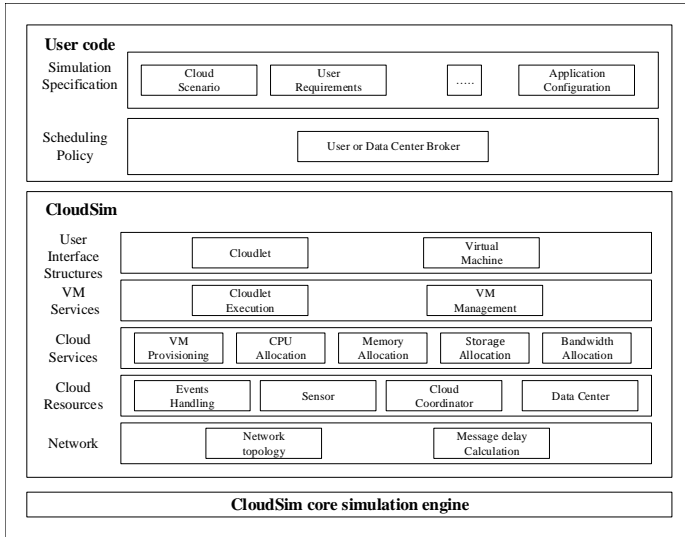 User code
Simulation
Specification
Cloud
Scenario
User
Requirements
.....
Application
Configuration
Scheduling
Policy
User or Data Center Broker
CloudSim
User
Interface
Structures
Cloudlet
Virtual
Machine
VM
Services
Cloudlet
Execution
VM
Management
Cloud
Services
VM
Provisioning
CPU
Allocation
Memory
Allocation
Storage
Allocation
Bandwidth
Allocation
Cloud
Resources
Events
Handling
Sensor
Cloud
Coordinator
Data Center
Network
Network
topology
Message delay
Calculation
CloudSim core simulation engine